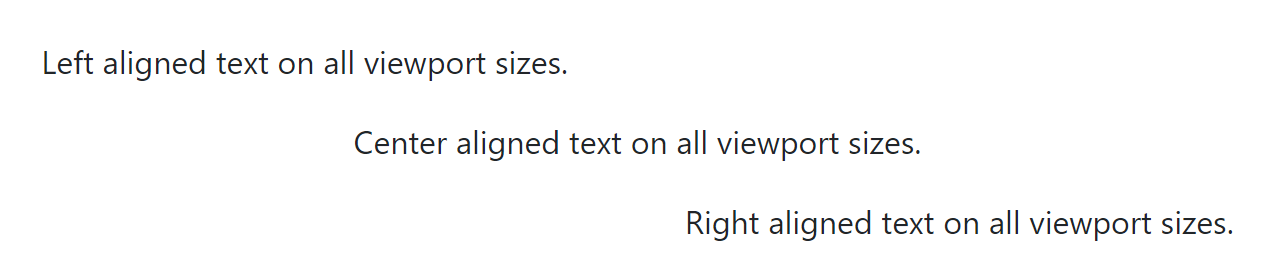 Left aligned text on all viewport sizes.
Center aligned text on all viewport sizes.
Right aligned text on all viewport sizes.